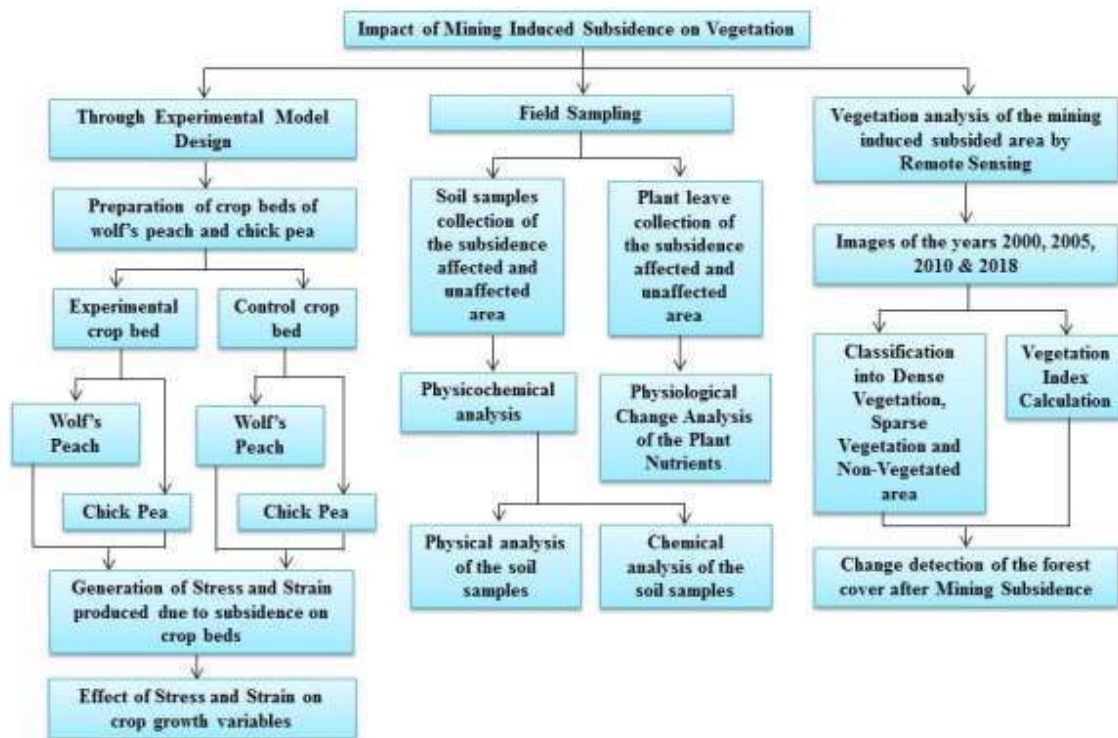 Impact of Mining Induced Subsidence on Vegetation
Through Experimental Model
Design
Preparation of crop beds of
wolf's peach and chick pea
Experimental
crop bed
Control crop
bed
Wolf's
Peach
Wolf's
Peach
Chick Pea
Chick Pea
Generation of Stress and Strain
produced due to subsidence on
crop beds
Effect of Stress and Strain on
crop growth variables
Field Sampling
Soil samples
collection of
the subsidence
affected and
unaffected
area
Plant leave
collection of
the subsidence
affected and
unaffected
area
Physicochemical
analysis
Physiological
Change Analysis
of the Plant
Nutrients
Physical analysis
of the soil
samples
Chemical
analysis of the
soil samples
Vegetation analysis of the mining
induced subsided area by
Remote Sensing
Images of the years 2000, 2005,
2010 & 2018
Classification
into Dense
Vegetation,
Sparse
Vegetation and
Non-Vegetated
area
Vegetation
Index
Calculation
Change detection of the forest
cover after Mining Subsidence